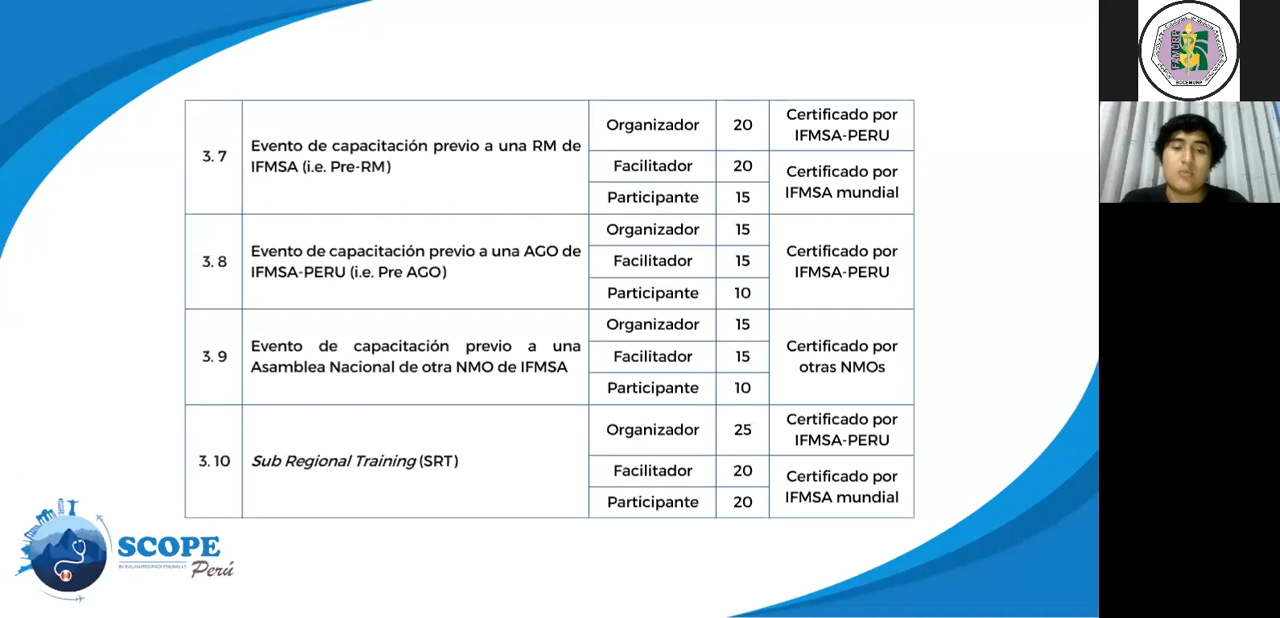 3. 7
Evento de capacitación previo a una RM de
IFMSA (i.e. Pre-RM)
Organizador
20
Certificado por
IFMSA-PERU
Facilitador
20
Certificado por
IFMSA mundial
Participante
15
3. 8
Evento de capacitación previo a una AGO de
IFMSA-PERU (i.e. Pre AGO)
Organizador
15
Facilitador
15
Certificado por
IFMSA-PERU
Participante
10
3. 9
Evento de capacitación previo a una
Asamblea Nacional de otra NMO de IFMSA
Organizador
15
Facilitador
15
Certificado por
otras NMOs
Participante
10
3. 10
Sub Regional Training (SRT)
Organizador
25
Certificado por
IFMSA-PERU
Facilitador
20
Certificado por
IFMSA mundial
Participante
20
SCOPE
Perú
FAMURP
SOCEMURP